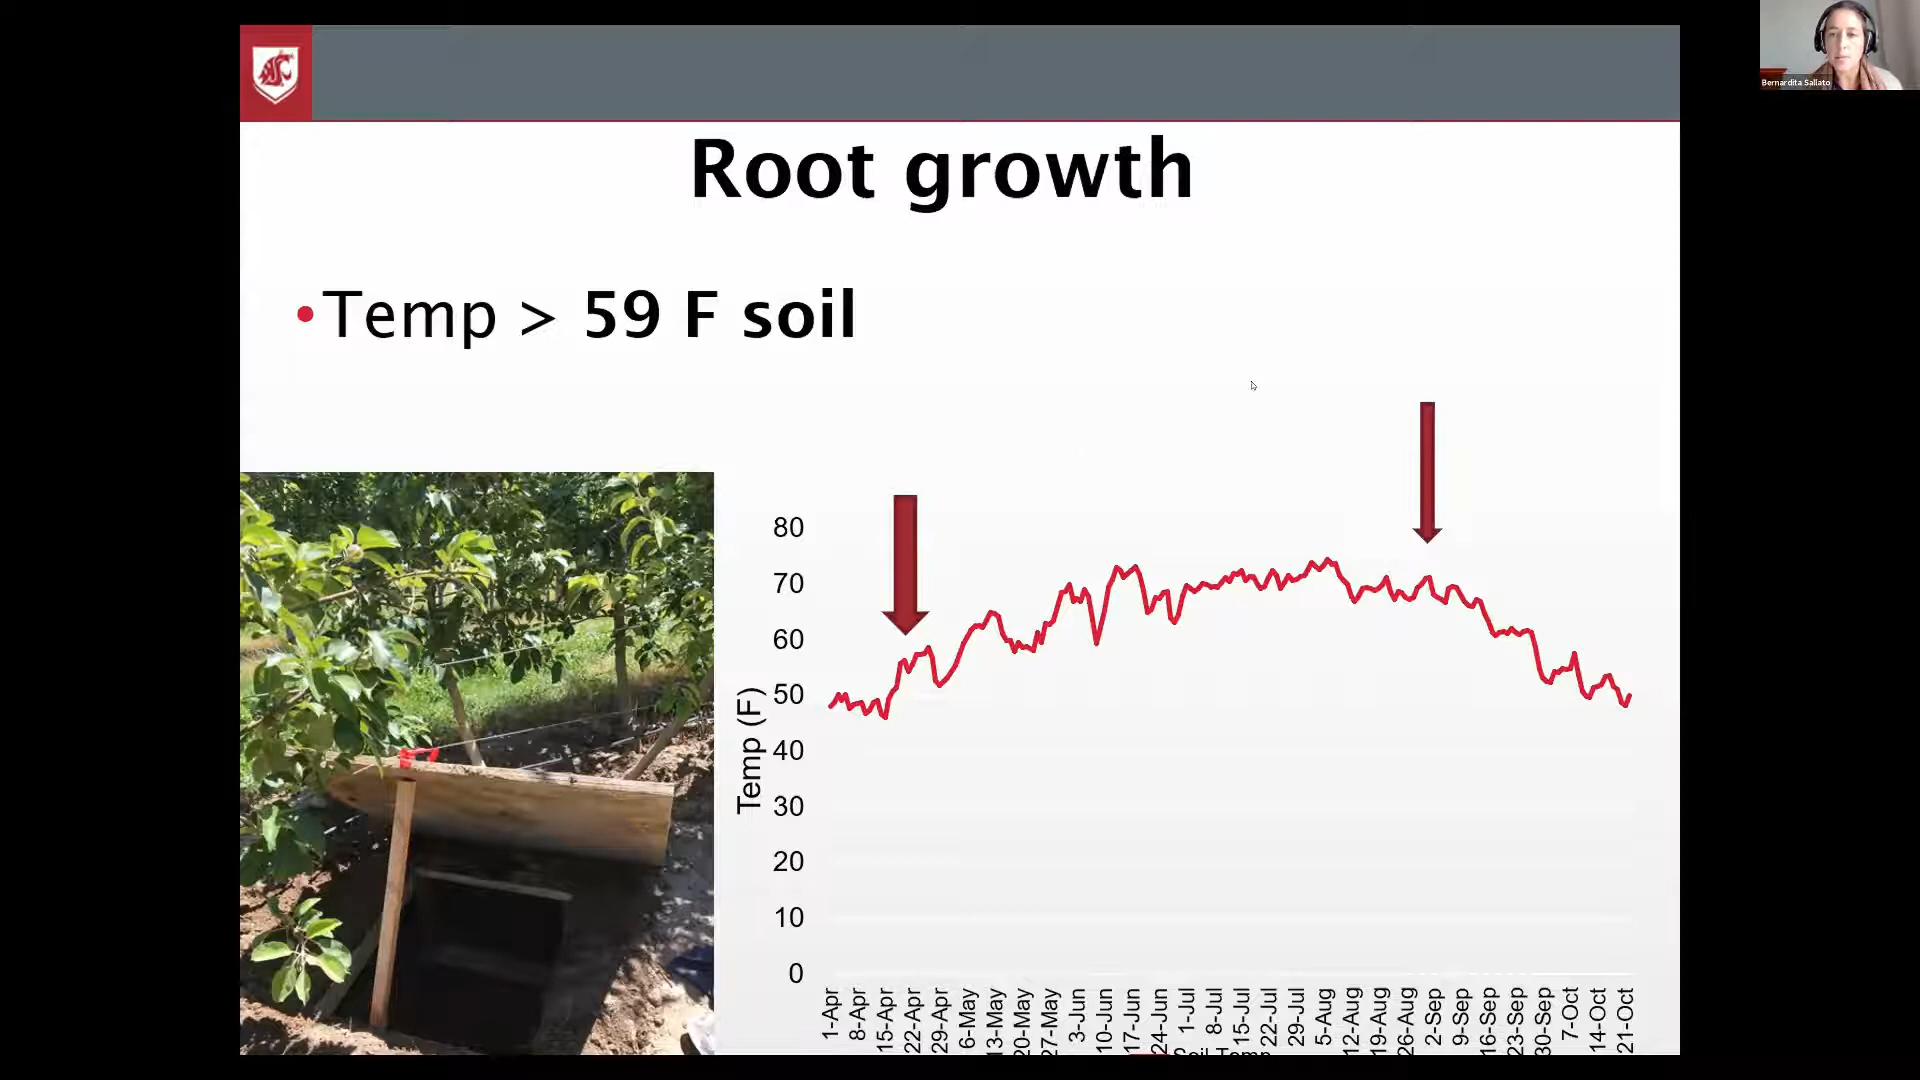 Bernardita Sallato
Root growth
•Temp > 59 F soil
80
70
60
50
40
30
20
10
0
Temp (F)
1-Apr
8-Apr
15-Apr
22-Apr
29-Apr
6-May
13-May
20-May
27-May
3-Jun
10-Jun
17-Jun
24-Jun
1-Jul
8-Jul
15-Jul
22-Jul
29-Jul
5-Aug
12-Aug
19-Aug
26-Aug
2-Sep
9-Sep
16-Sep
23-Sep
30-Sep
7-Oct
14-Oct
21-Oct
Soil Temp